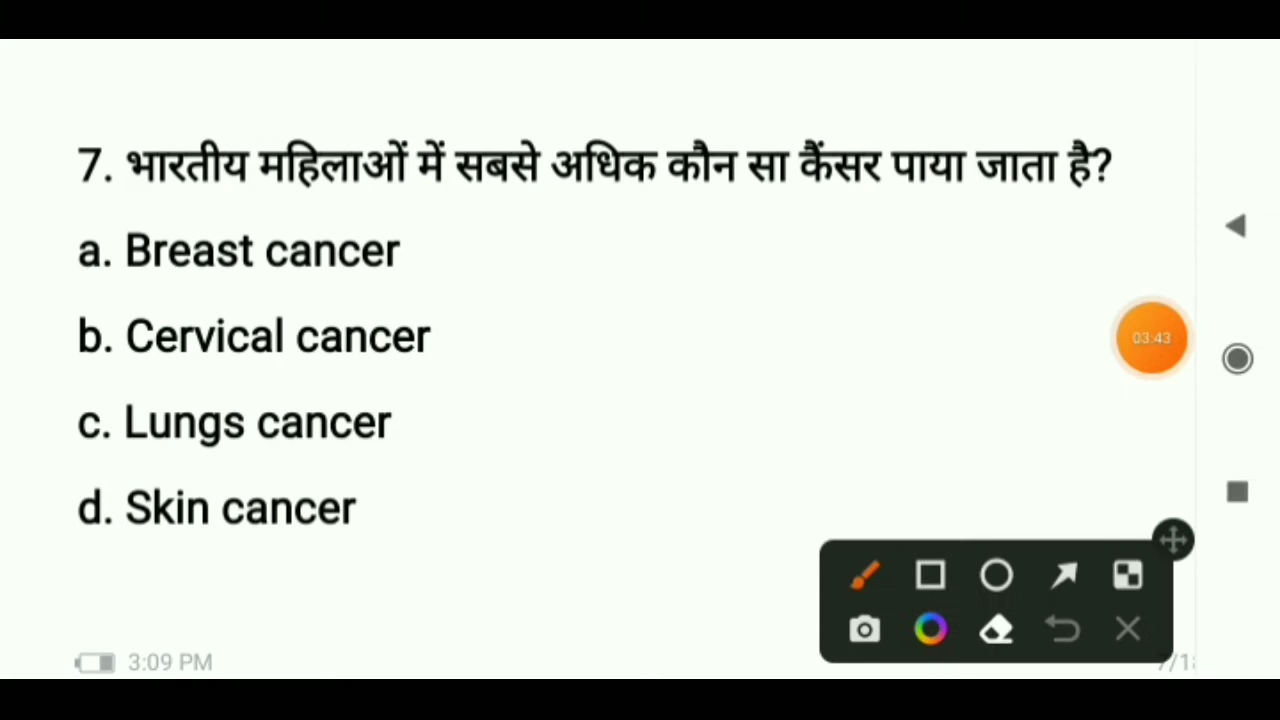 7. भारतीय महिलाओं में सबसे अधिक कौन सा कैंसर पाया जाता है?
a. Breast cancer
b. Cervical cancer
03:43
c. Lungs cancer
d. Skin cancer
3:09 PM